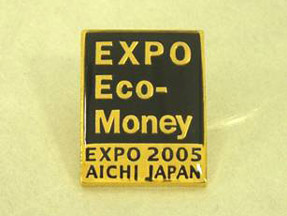 EXPO
Eco-
Money
EXPO 2005
AICHI JAPAN